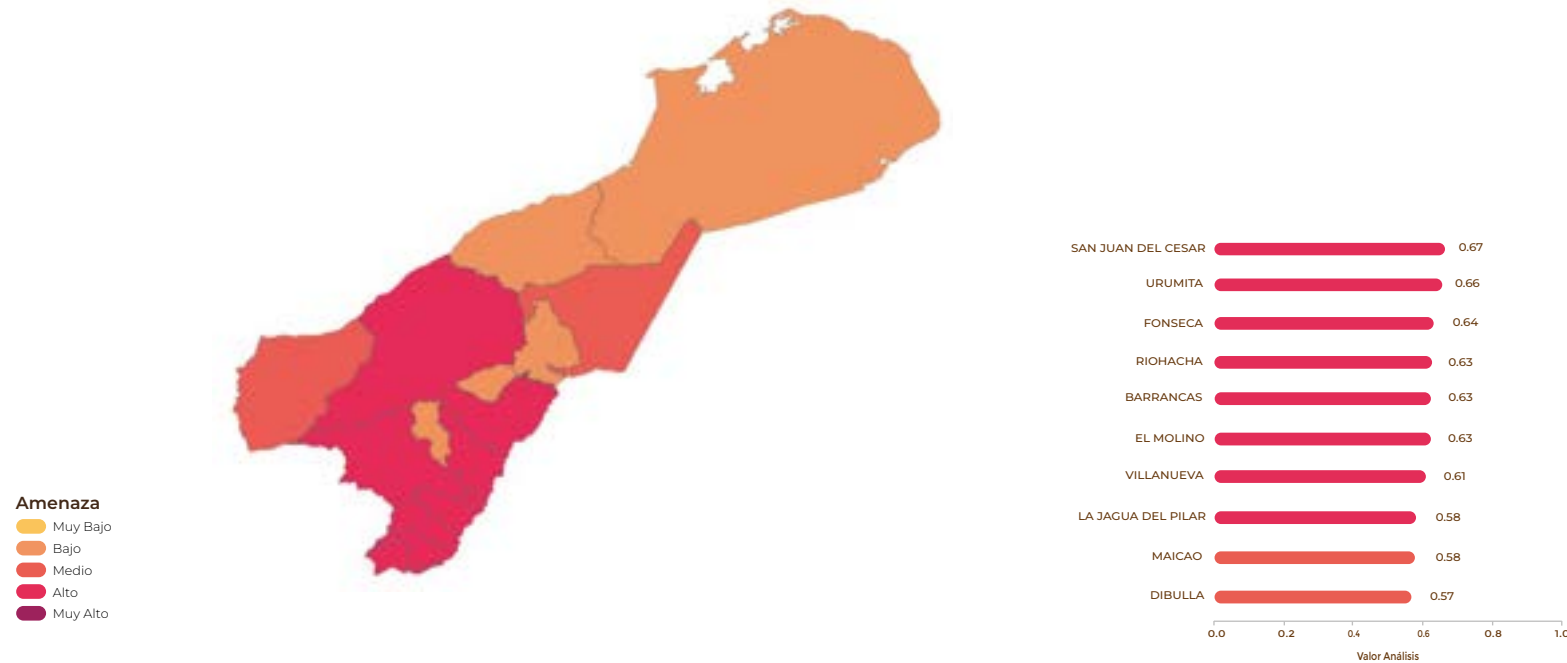 Amenaza
Muy Bajo
Bajo
Medio
Alto
Muy Alto
SAN JUAN DEL CESAR 0.67
URUMITA 0.66
FONSECA 0.64
RIOHACHA 0.63
BARRANCAS 0.63
EL MOLINO 0.63
VILLANUEVA 0.61
LA JAGUA DEL PILAR 0.58
MAICAO 0.58
DIBULLA 0.57
0.0 0.2 0.4 0.6 0.8 1.0
Valor Análisis